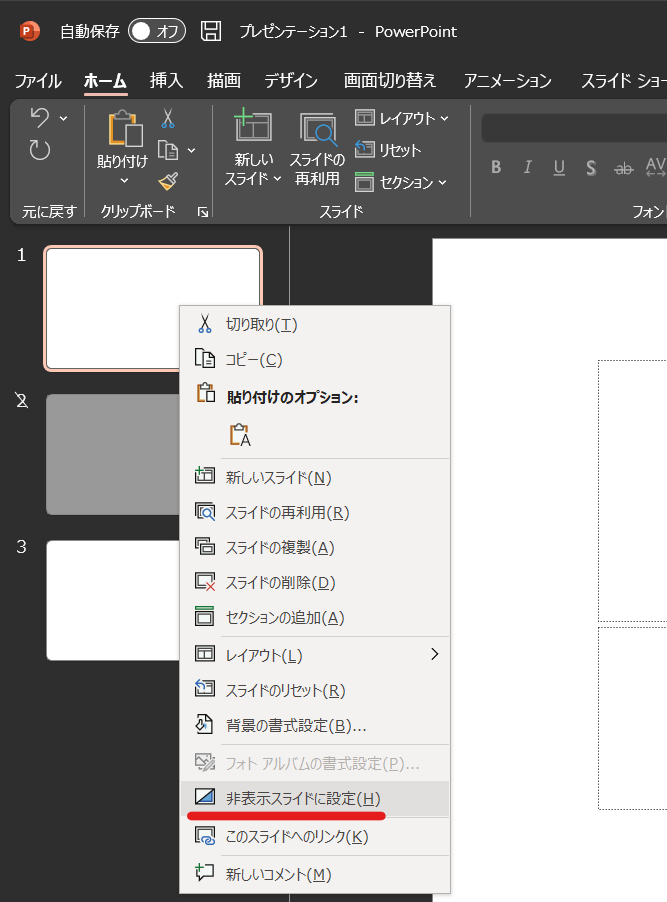 自動保存 オフ プレゼンテーション1 - PowerPoint
ファイル ホーム 挿入 描画 デザイン 画面切り替え アニメーション スライド ショー
貼り付け
新しい
スライド
スライドの
再利用
レイアウト
リセット
セクション
B I U S ab AV
元に戻す クリップボード スライド フォント
1
2
3
切り取り(T)
コピー(C)
貼り付けのオプション:
A
新しいスライド(N)
スライドの再利用(R)
スライドの複製(A)
スライドの削除(D)
セクションの追加(A)
レイアウト(L)
スライドのリセット(R)
背景の書式設定(B)...
フォト アルバムの書式設定(P)...
非表示スライドに設定(H)
このスライドへのリンク(K)
新しいコメント(M)